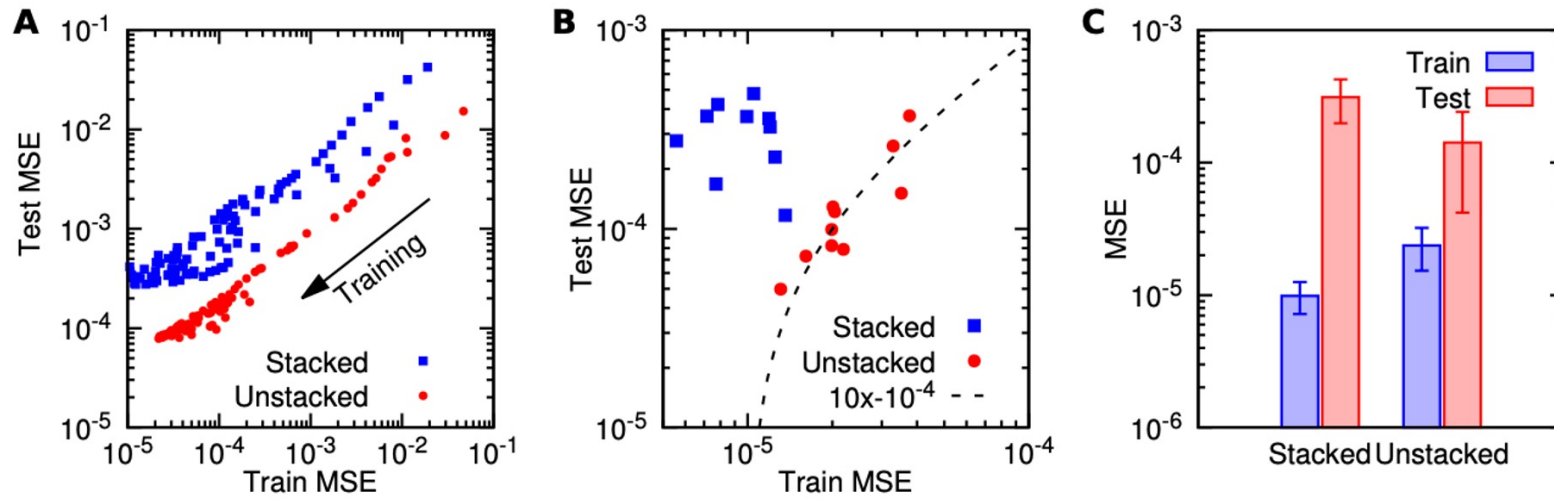 A
10⁻¹
10⁻²
10⁻³
10⁻⁴
10⁻⁵
Test MSE
Training
Stacked
Unstacked
10⁻⁵ 10⁻⁴ 10⁻³ 10⁻² 10⁻¹
Train MSE
B
10⁻³
10⁻⁴
10⁻⁵
Test MSE
Stacked
Unstacked
10x-10⁻⁴
10⁻⁵ 10⁻⁴
Train MSE
C
10⁻³
10⁻⁴
10⁻⁵
10⁻⁶
MSE
Train
Test
Stacked Unstacked